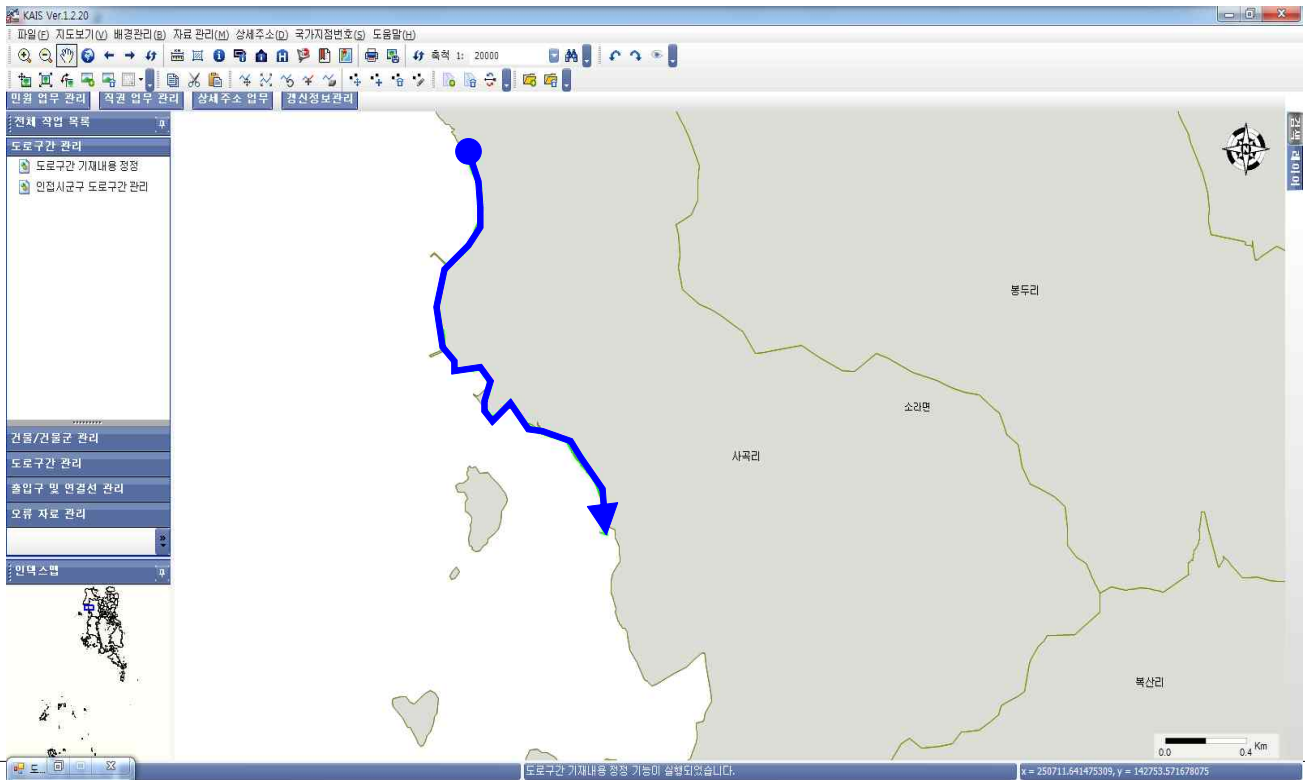 KAIS Ver.1.2.20
파일(F) 지도보기(V) 배경관리(B) 자료 관리(M) 상세주소(D) 국가지점번호(S) 도움말(H)
축척 1: 20000
민원 업무 관리 직권 업무 관리 상세주소 업무 갱신정보관리
전체 작업 목록
도로구간 관리
도로구간 기재내용 정정
인접시군구 도로구간 관리
건물/건물군 관리
도로구간 관리
출입구 및 연결선 관리
오류 자료 관리
인덱스맵
검색
레이어
봉두리
소라면
사곡리
복산리
0.0 0.4 Km
도...
도로구간 기재내용 정정 기능이 실행되었습니다.
x = 250711.641475309, y = 142753.571678075